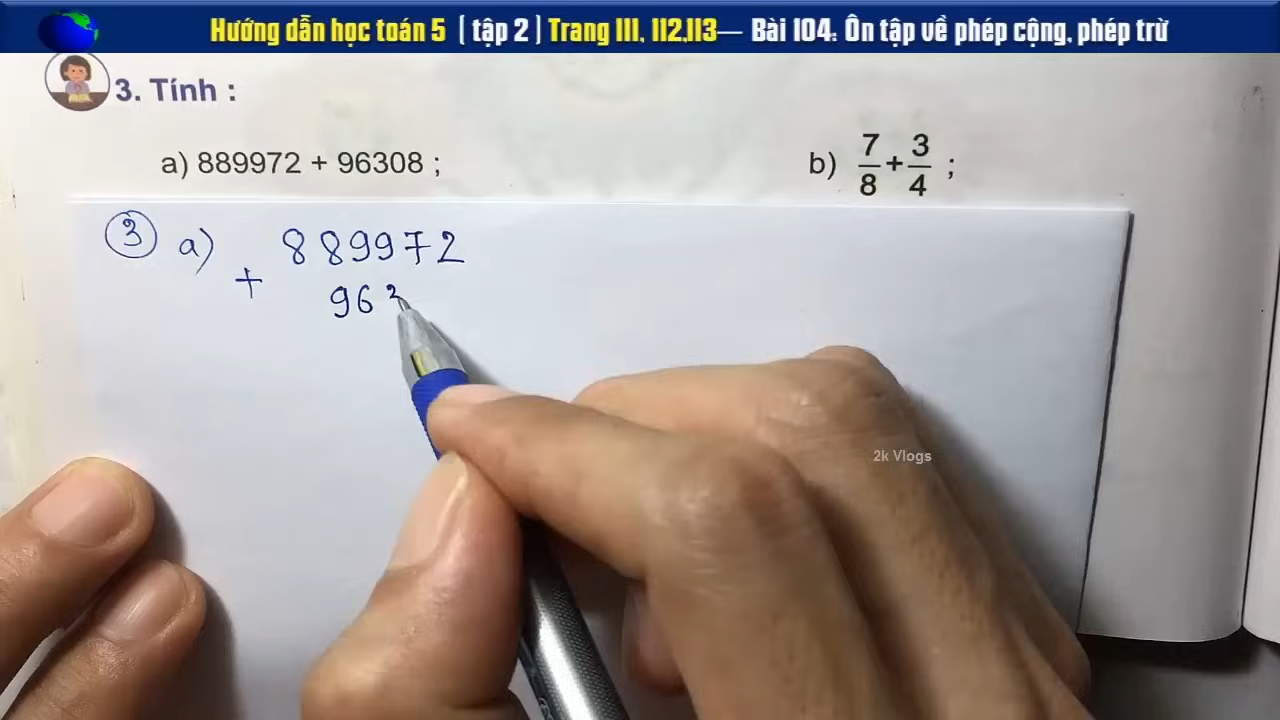 Hướng dẫn học toán 5 ( tập 2 ) Trang 111, 112,113— Bài 104: Ôn tập về phép cộng, phép trừ
3. Tính :
a) 889972 + 96308 ;
b) 7/8 + 3/4 ;
3 a) 889972
+ 963
2k Vlogs